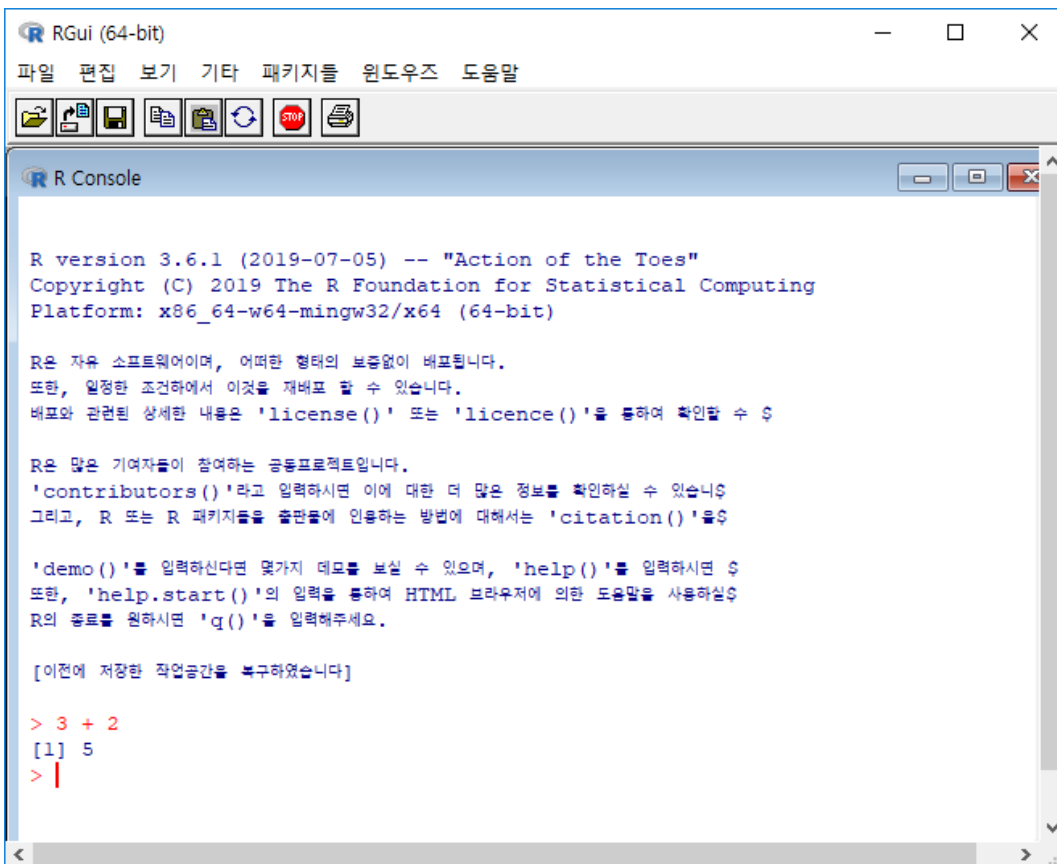 RGui (64-bit)
파일 편집 보기 기타 패키지들 윈도우즈 도움말
STOP
R Console
R version 3.6.1 (2019-07-05) -- "Action of the Toes"
Copyright (C) 2019 The R Foundation for Statistical Computing
Platform: x86_64-w64-mingw32/x64 (64-bit)
R은 자유 소프트웨어이며, 어떠한 형태의 보증없이 배포됩니다.
또한, 일정한 조건하에서 이것을 재배포 할 수 있습니다.
배포와 관련된 상세한 내용은 'license()' 또는 'licence()'을 통하여 확인할 수 $
R은 많은 기여자들이 참여하는 공동프로젝트입니다.
'contributors()'라고 입력하시면 이에 대한 더 많은 정보를 확인하실 수 있습니$
그리고, R 또는 R 패키지들을 출판물에 인용하는 방법에 대해서는 'citation()'을$
'demo()'를 입력하신다면 몇가지 데모를 보실 수 있으며, 'help()'를 입력하시면 $
또한, 'help.start()'의 입력을 통하여 HTML 브라우저에 의한 도움말을 사용하실$
R의 종료를 원하시면 'q()'을 입력해주세요.
[이전에 저장한 작업공간을 복구하였습니다]
> 3 + 2
[1] 5
>